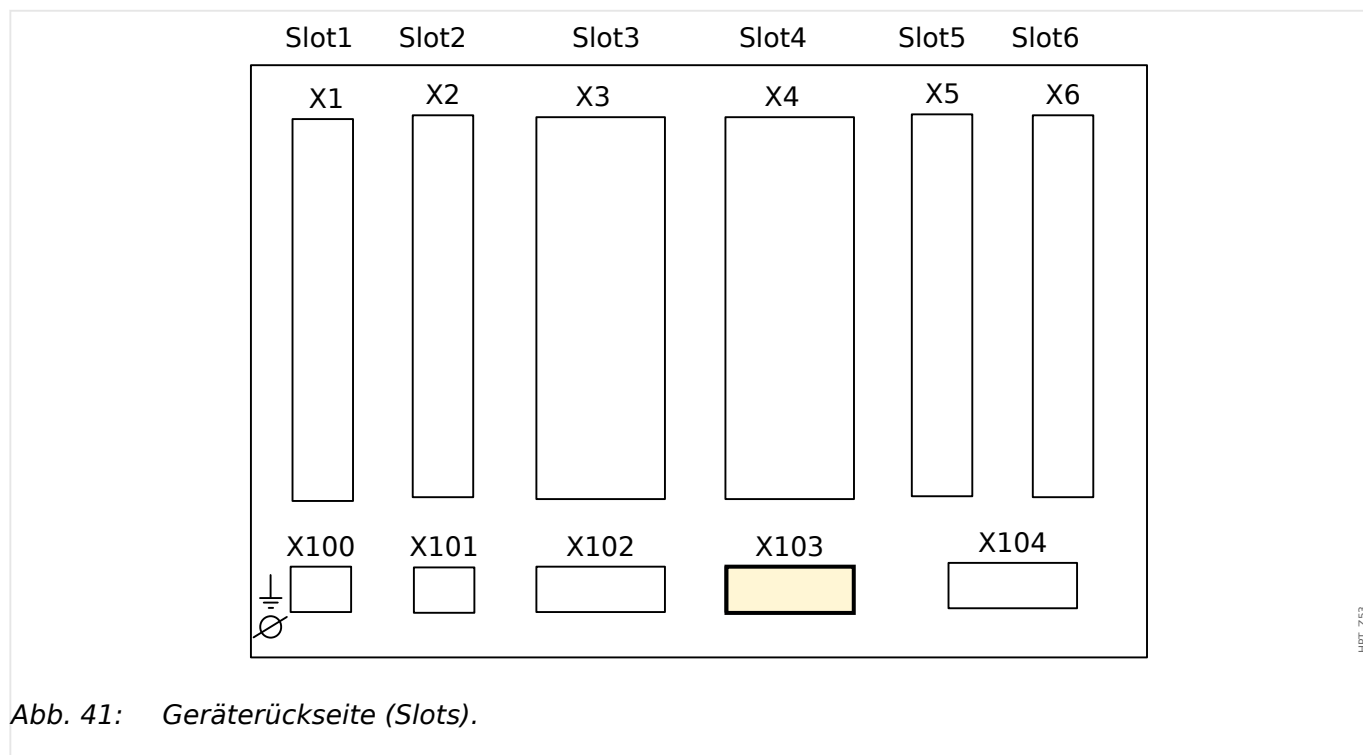 Slot1 Slot2 Slot3 Slot4 Slot5 Slot6
X1 X2 X3 X4 X5 X6
X100 X101 X102 X103 X104
HPT_Z53
Abb. 41: Geräterückseite (Slots).